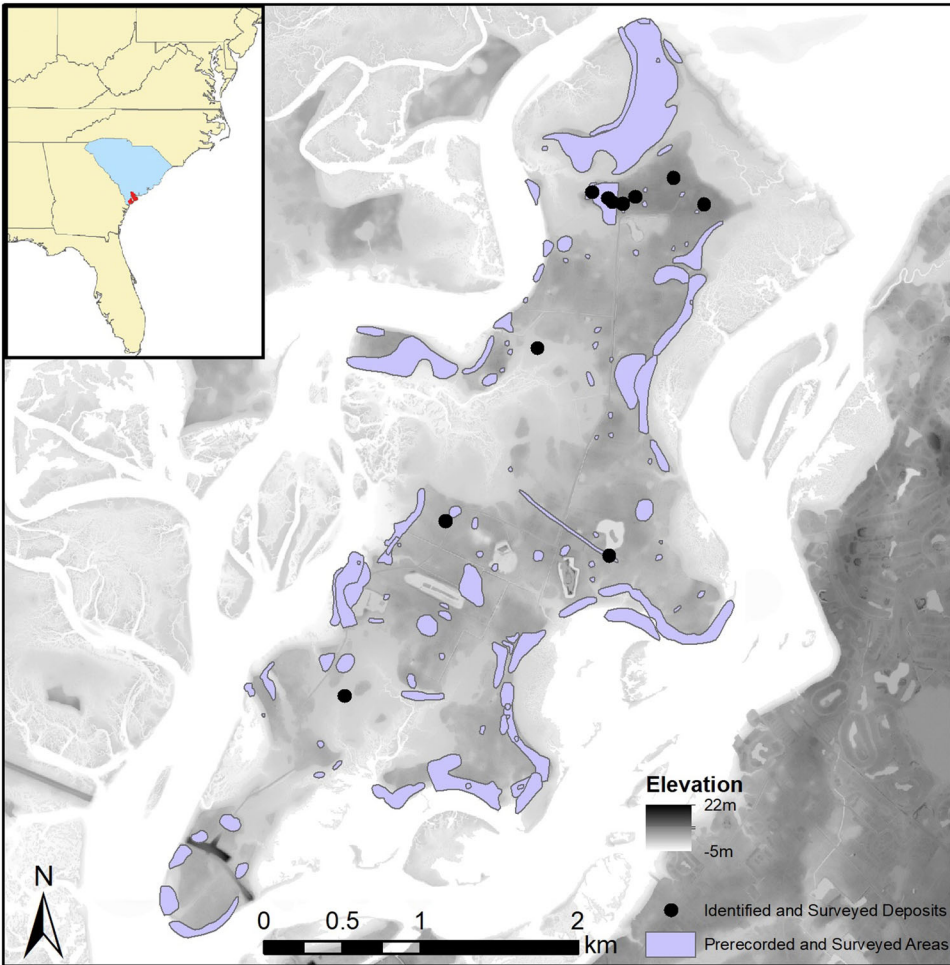 Elevation
22m
-5m
N
0 0.5 1 2
km
Identified and Surveyed Deposits
Prerecorded and Surveyed Areas